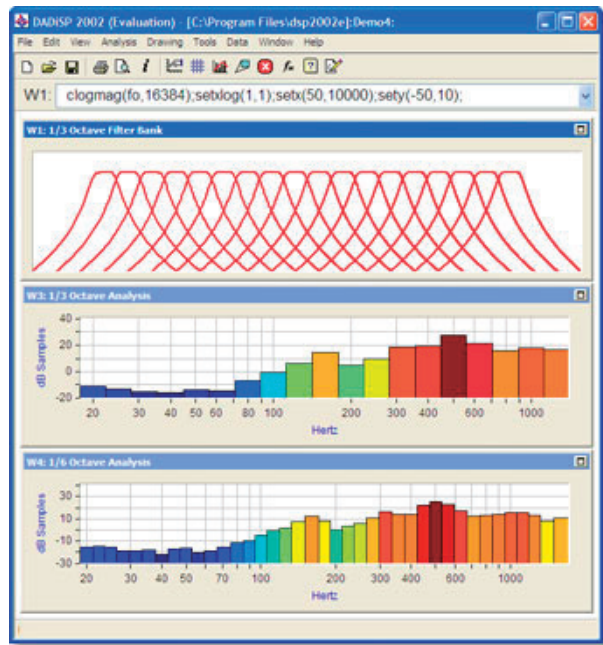 DADiSP 2002 (Evaluation) - [C:\Program Files\dsp2002e]:Demo4:
File Edit View Analysis Drawing Tools Data Window Help
W1: clogmag(fo,16384);setxlog(1,1);setx(50,10000);sety(-50,10);
W1: 1/3 Octave Filter Bank
W3: 1/3 Octave Analysis
40
20
0
-20
dB Samples
20 30 40 50 60 80 100 200 300 400 600 1000
Hertz
W4: 1/6 Octave Analysis
30
10
-10
-30
dB Samples
20 30 40 50 70 100 200 300 400 600 1000
Hertz